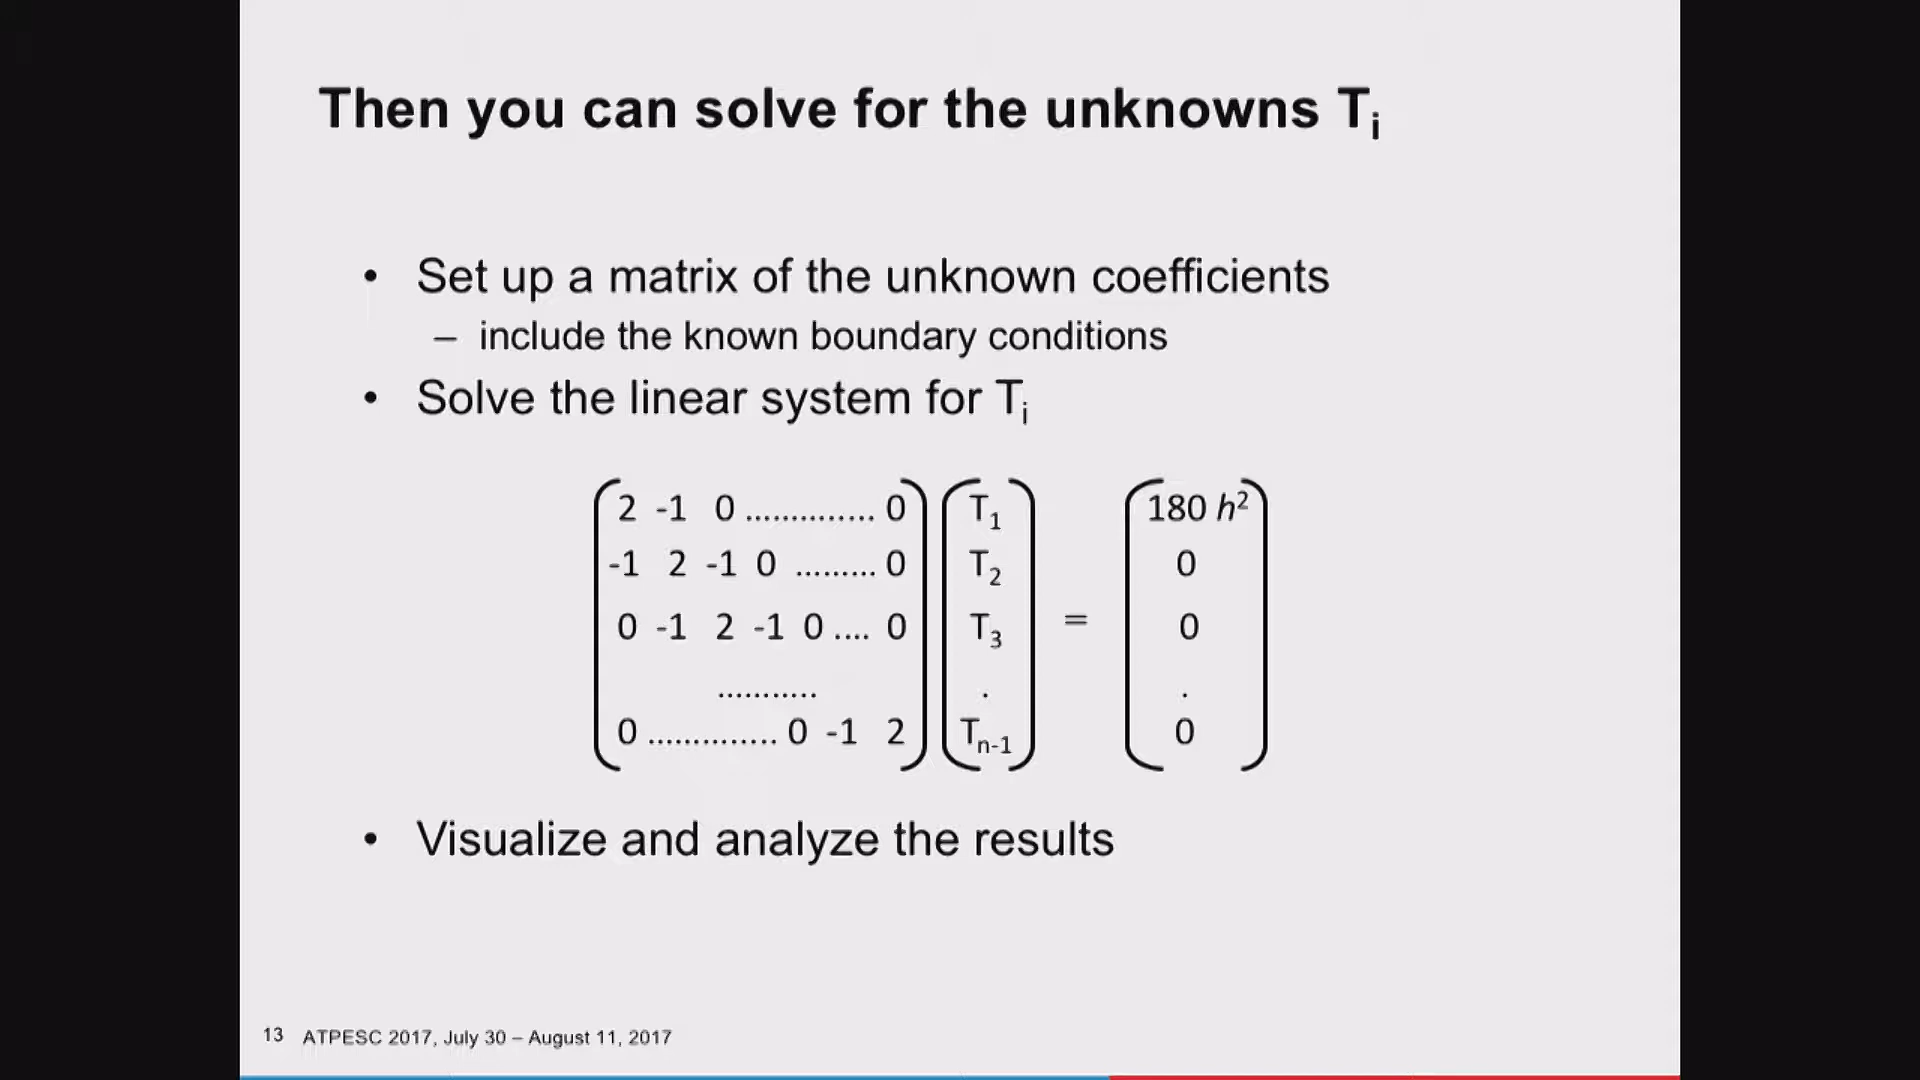 Then you can solve for the unknowns Tᵢ
• Set up a matrix of the unknown coefficients
– include the known boundary conditions
• Solve the linear system for Tᵢ
2 -1 0 .............. 0 T₁ 180 h²
-1 2 -1 0 ......... 0 T₂ 0
0 -1 2 -1 0 .... 0 T₃ = 0
........... . .
0 .............. 0 -1 2 Tₙ₋₁ 0
• Visualize and analyze the results
13 ATPESC 2017, July 30 – August 11, 2017